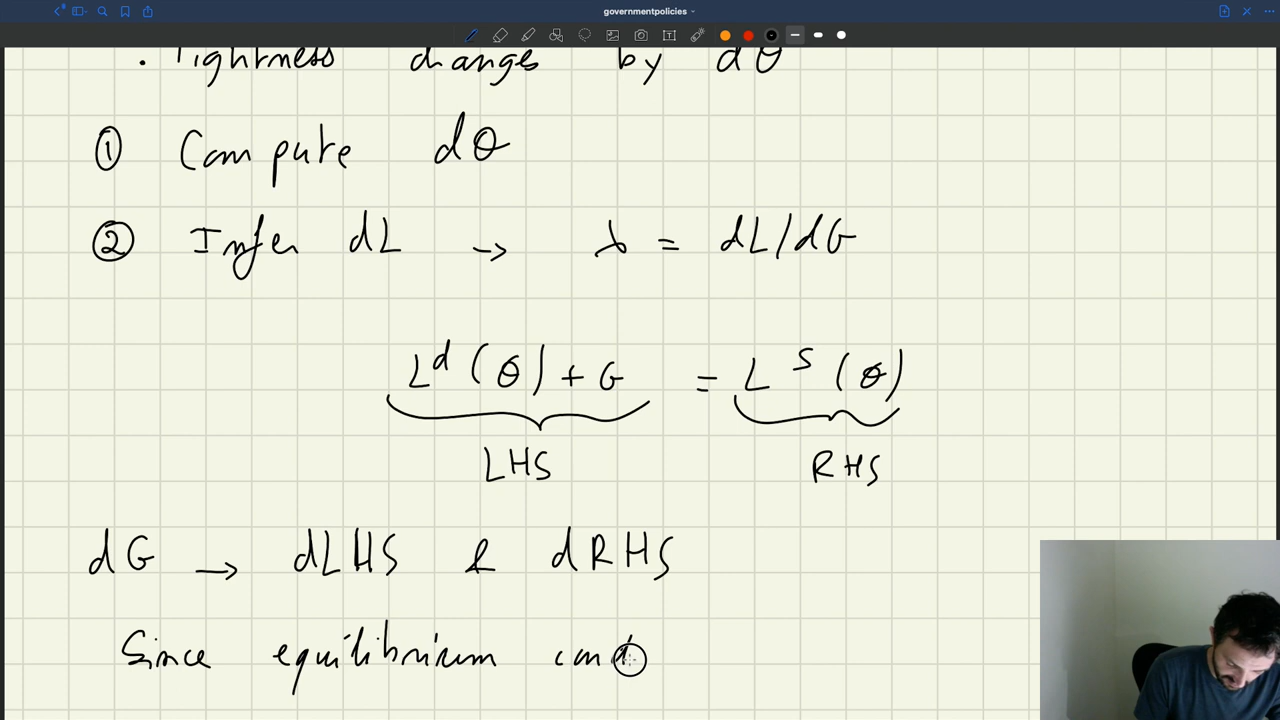 governmentpolicies
• Tightness changes by dθ
① Compute dθ
② Infer dL → λ = dL/dG
L^d (θ) + G = L^s (θ)
LHS RHS
dG → dLHS & dRHS
Since equilibrium cond